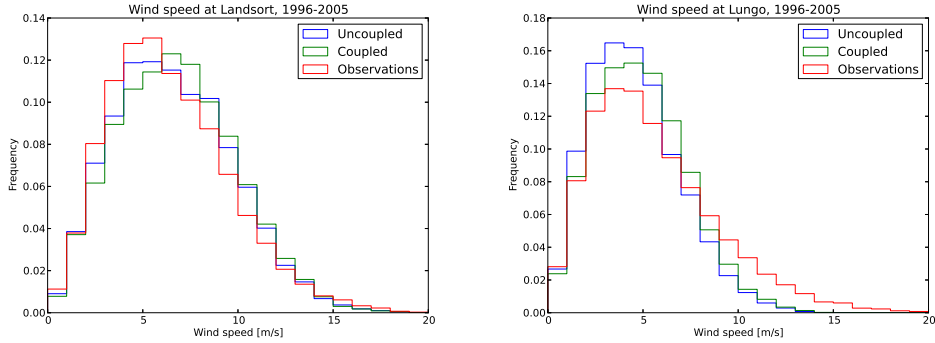 Wind speed at Landsort, 1996-2005
0.14
0.12
0.10
0.08
0.06
0.04
0.02
0.00
Frequency
Uncoupled
Coupled
Observations
0
5
10
15
20
Wind speed [m/s]
Wind speed at Lungo, 1996-2005
0.18
0.16
0.14
0.12
0.10
0.08
0.06
0.04
0.02
0.00
Frequency
Uncoupled
Coupled
Observations
0
5
10
15
20
Wind speed [m/s]